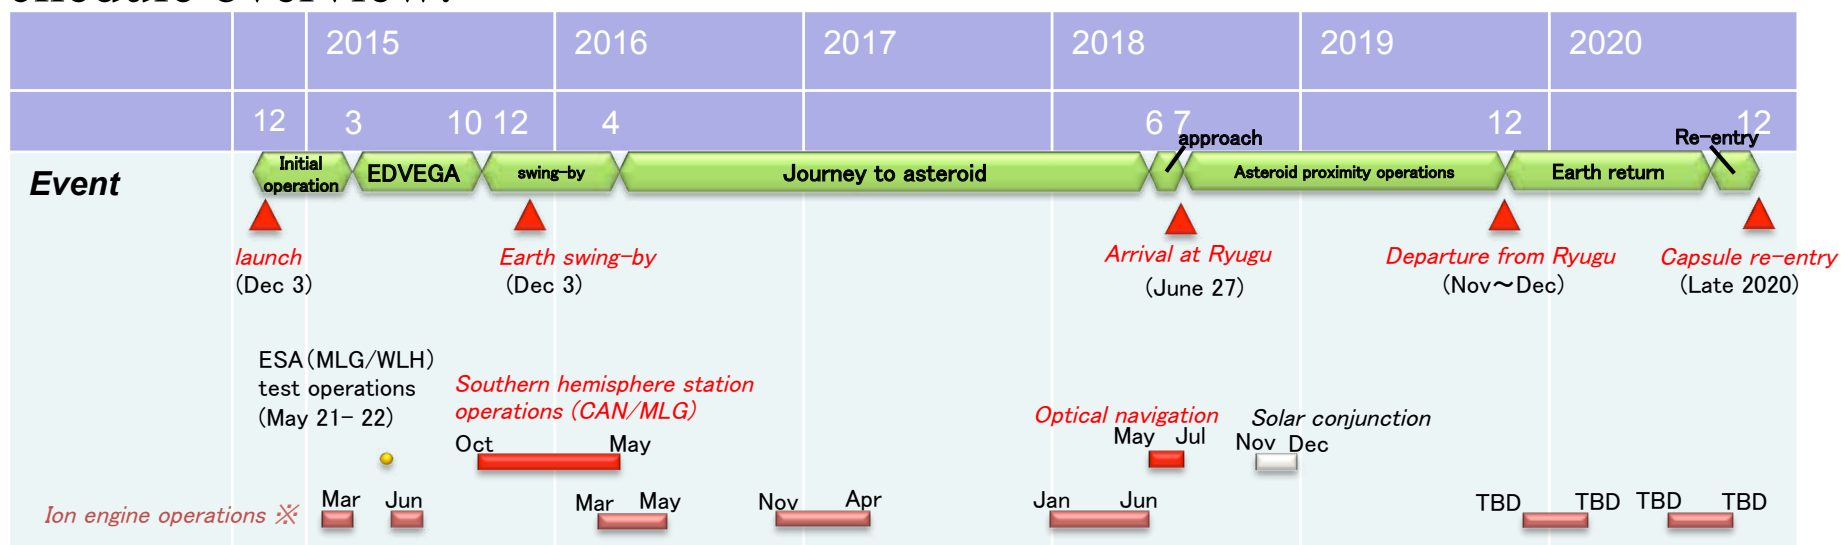 2015 2016 2017 2018 2019 2020
12 3 10 12 4 6 7 12 12
approach
Re-entry
Event
Initial
operation
EDVEGA
swing-by
Journey to asteroid
Asteroid proximity operations
Earth return
launch
(Dec 3)
Earth swing-by
(Dec 3)
Arrival at Ryugu
(June 27)
Departure from Ryugu
(Nov～Dec)
Capsule re-entry
(Late 2020)
ESA(MLG/WLH)
test operations
(May 21- 22)
Southern hemisphere station
operations (CAN/MLG)
Oct May
Optical navigation
May Jul
Solar conjunction
Nov Dec
Ion engine operations ※
Mar Jun Mar May Nov Apr Jan Jun TBD TBD TBD TBD